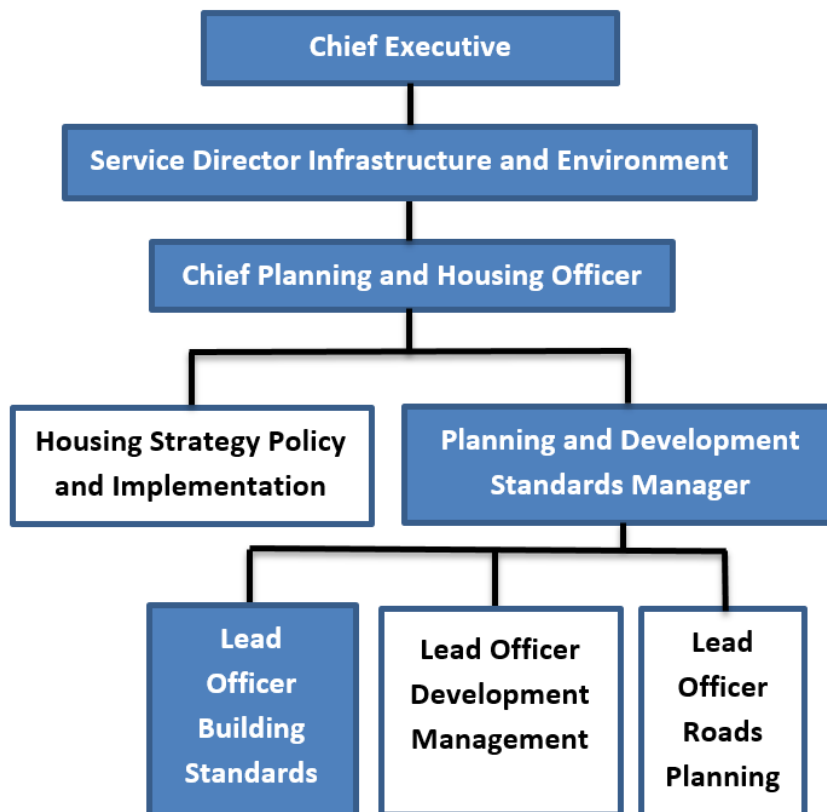 Chief Executive
Service Director Infrastructure and Environment
Chief Planning and Housing Officer
Housing Strategy Policy
and Implementation
Planning and Development
Standards Manager
Lead
Officer
Building
Standards
Lead Officer
Development
Management
Lead
Officer
Roads
Planning